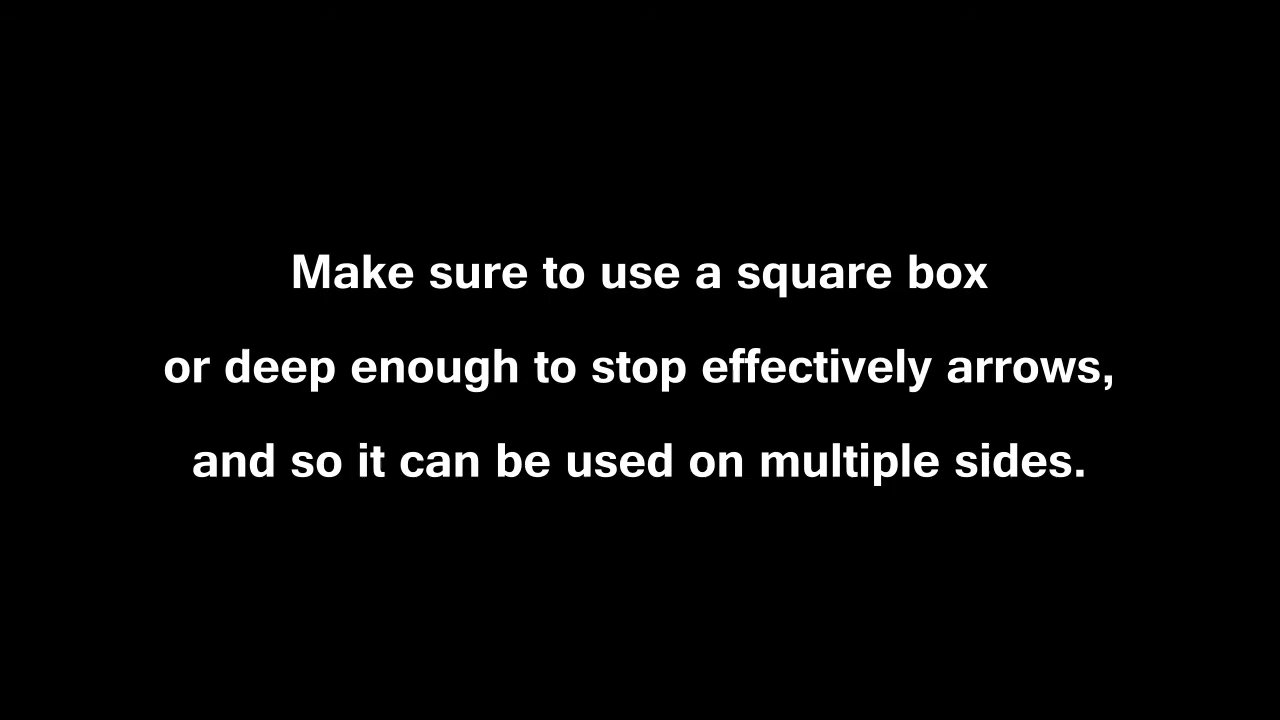 Make sure to use a square box
or deep enough to stop effectively arrows,
and so it can be used on multiple sides.